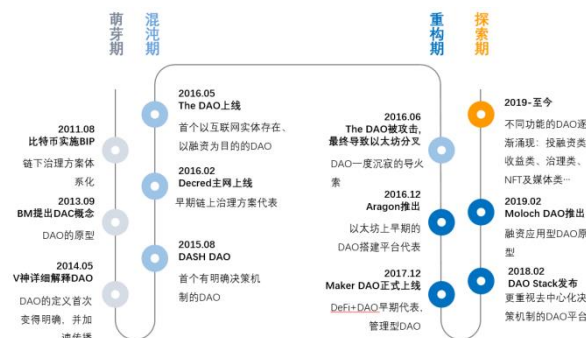 萌芽期
混沌期
重构期
探索期
2011.08
比特币实施BIP
链下治理方案体
系化
2013.09
BM提出DAC概念
DAO的原型
2014.05
V神详细解释DAO
DAO的定义首次
变得明确，并加
速传播
2016.05
The DAO上线
首个以互联网实体存在、
以融资为目的的DAO
2016.02
Decred主网上线
早期链上治理方案代表
2015.08
DASH DAO
首个有明确决策机
制的DAO
2016.06
The DAO被攻击,
最终导致以太坊分叉
DAO一度沉寂的导火
索
2016.12
Aragon推出
以太坊上早期的
DAO搭建平台代表
2017.12
Maker DAO正式上线
DeFi+DAO早期代表,
管理型DAO
2019-至今
不同功能的DAO逐
渐涌现：投融资类
收益类、治理类、
NFT及媒体类…
2019.02
Moloch DAO推出
融资应用型DAO原
型
2018.02
DAO Stack发布
更重视去中心化决
策机制的DAO平台